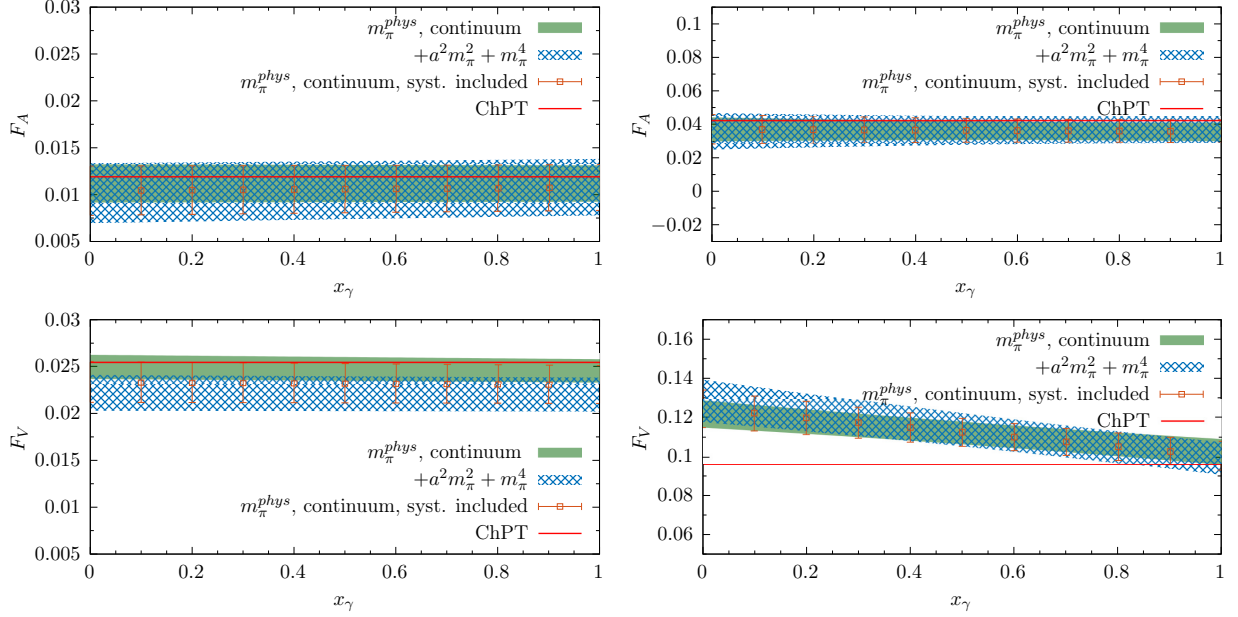 0.03
0.025
0.02
0.015
0.01
0.005
F_A
m_π^{phys}, continuum
+a²m_π² + m_π⁴
m_π^{phys}, continuum, syst. included
ChPT
0 0.2 0.4 0.6 0.8 1
x_γ
0.1
0.08
0.06
0.04
0.02
0
−0.02
F_A
m_π^{phys}, continuum
+a²m_π² + m_π⁴
m_π^{phys}, continuum, syst. included
ChPT
0 0.2 0.4 0.6 0.8 1
x_γ
0.03
0.025
0.02
0.015
0.01
0.005
F_V
m_π^{phys}, continuum
+a²m_π² + m_π⁴
m_π^{phys}, continuum, syst. included
ChPT
0 0.2 0.4 0.6 0.8 1
x_γ
0.16
0.14
0.12
0.1
0.08
0.06
F_V
m_π^{phys}, continuum
+a²m_π² + m_π⁴
m_π^{phys}, continuum, syst. included
ChPT
0 0.2 0.4 0.6 0.8 1
x_γ